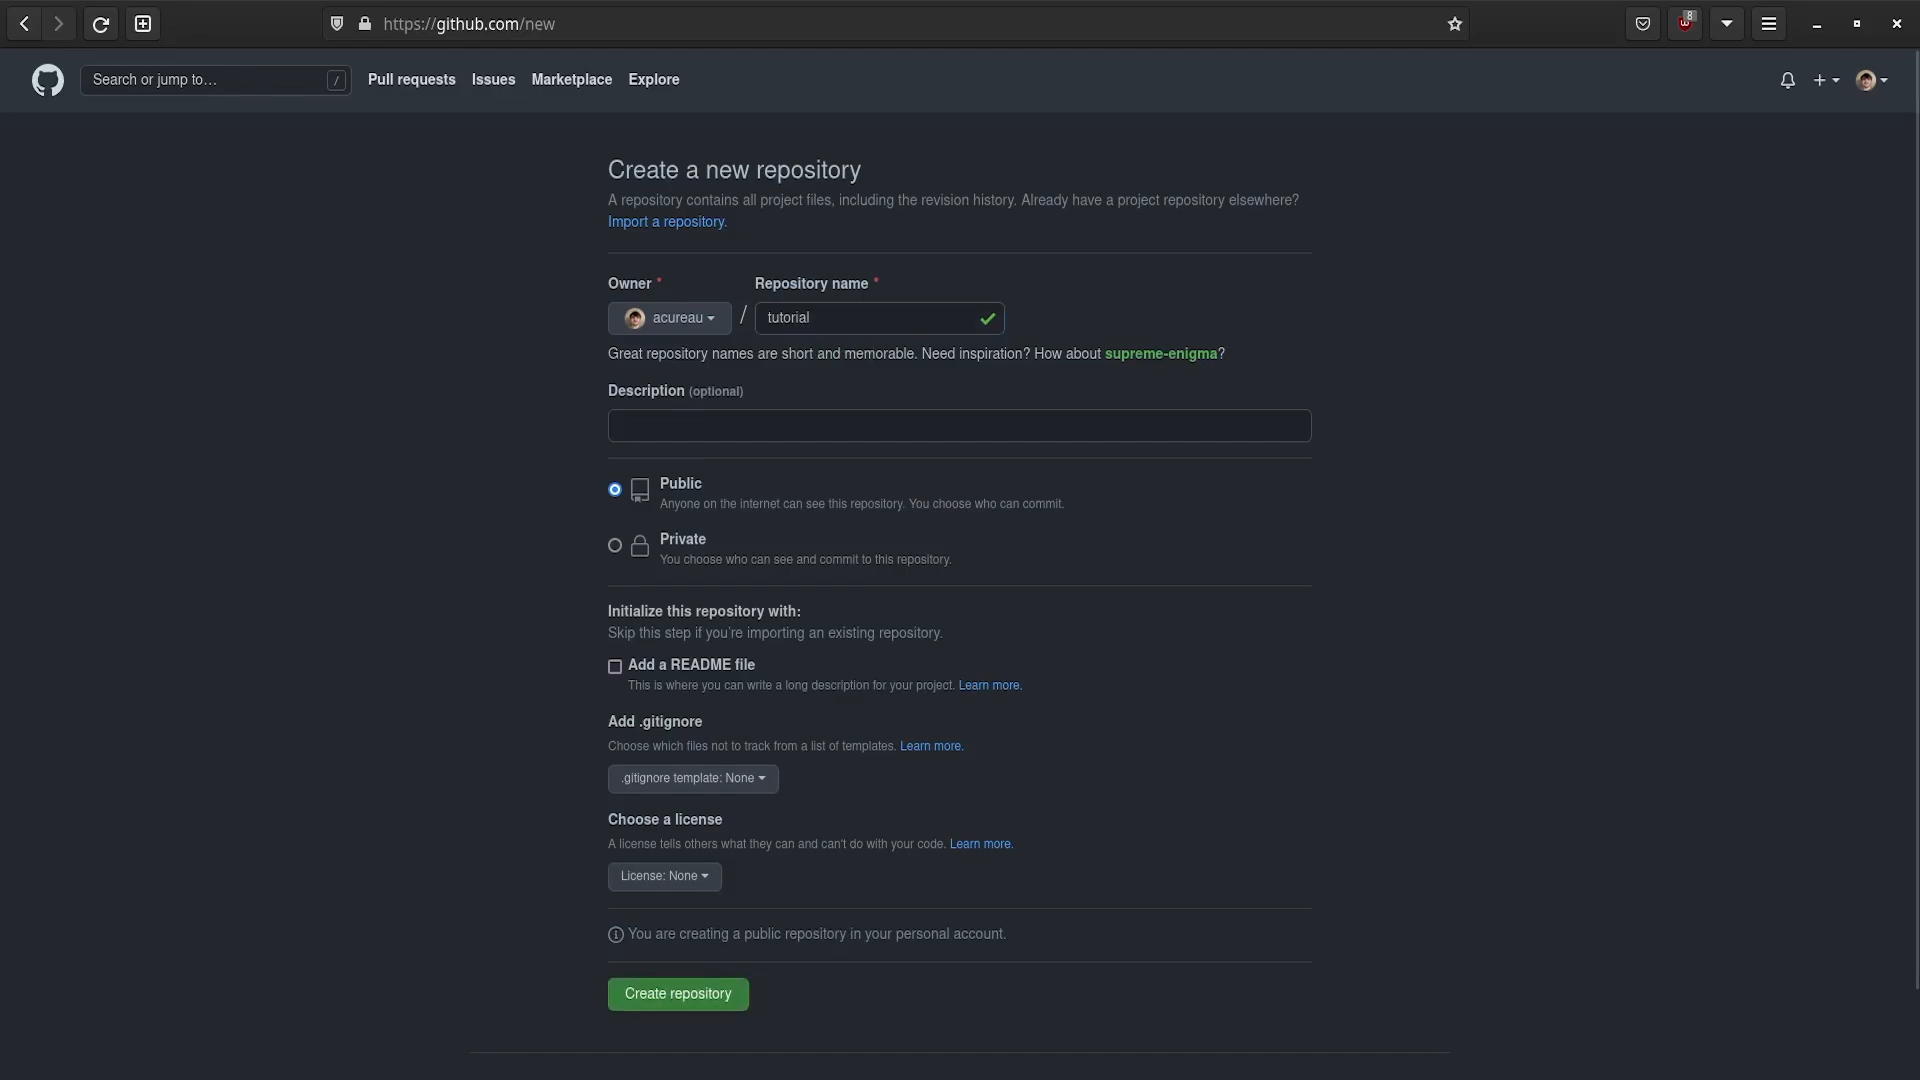 https://github.com/new
8
Search or jump to…
/
Pull requests
Issues
Marketplace
Explore
Create a new repository
A repository contains all project files, including the revision history. Already have a project repository elsewhere?
Import a repository.
Owner *
Repository name *
acureau
/
tutorial
Great repository names are short and memorable. Need inspiration? How about supreme-enigma?
Description (optional)
Public
Anyone on the internet can see this repository. You choose who can commit.
Private
You choose who can see and commit to this repository.
Initialize this repository with:
Skip this step if you're importing an existing repository.
Add a README file
This is where you can write a long description for your project. Learn more.
Add .gitignore
Choose which files not to track from a list of templates. Learn more.
.gitignore template: None
Choose a license
A license tells others what they can and can't do with your code. Learn more.
License: None
You are creating a public repository in your personal account.
Create repository